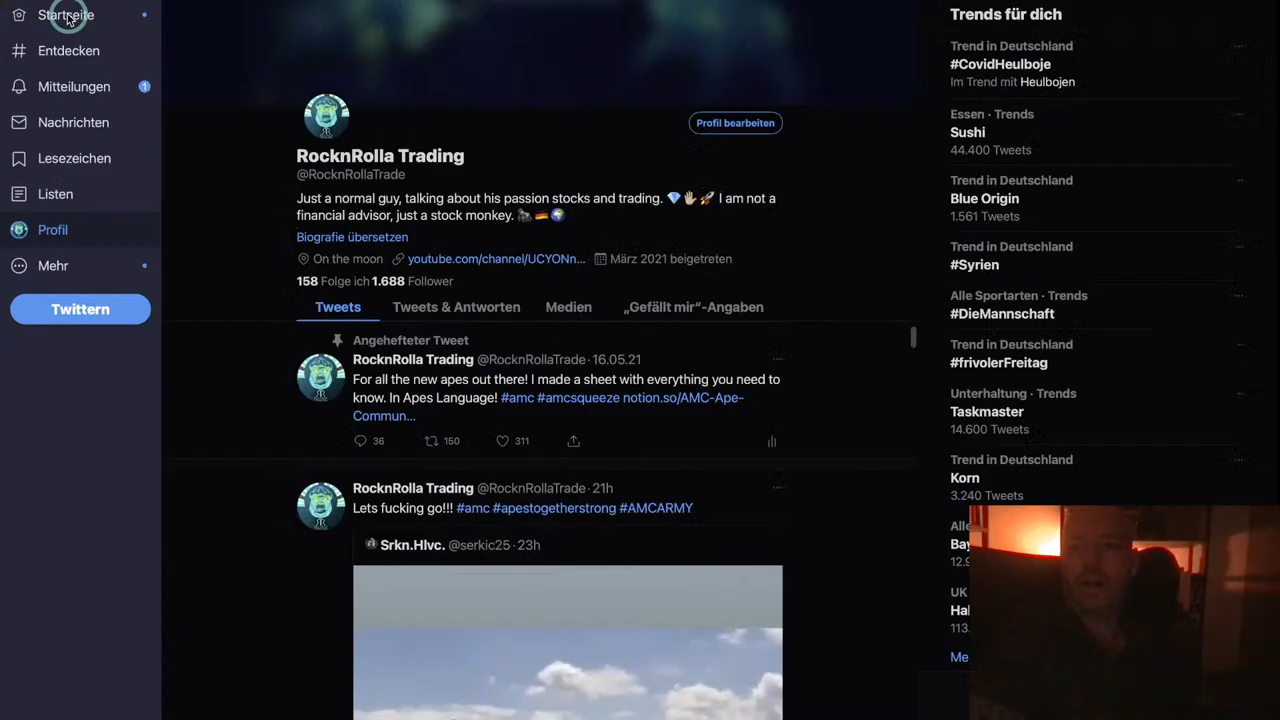 Startseite
Entdecken
Mitteilungen
1
Nachrichten
Lesezeichen
Listen
Profil
Mehr
Twittern
Profil bearbeiten
RocknRolla Trading
@RocknRollaTrade
Just a normal guy, talking about his passion stocks and trading. 💎✋🚀 I am not a
financial advisor, just a stock monkey. 🦍🇩🇪🌍
Biografie übersetzen
On the moon youtube.com/channel/UCYONn... März 2021 beigetreten
158 Folge ich 1.688 Follower
Tweets Tweets & Antworten Medien „Gefällt mir“-Angaben
Angehefteter Tweet
RocknRolla Trading @RocknRollaTrade · 16.05.21
For all the new apes out there! I made a sheet with everything you need to
know. In Apes Language! #amc #amcsqueeze notion.so/AMC-Ape-
Commun...
36 150 311
RocknRolla Trading @RocknRollaTrade · 21h
Lets fucking go!!! #amc #apestogetherstrong #AMCARMY
Srkn.Hlvc. @serkic25 · 23h
Trends für dich
Trend in Deutschland
#CovidHeulboje
Im Trend mit Heulbojen
Essen · Trends
Sushi
44.400 Tweets
Trend in Deutschland
Blue Origin
1.561 Tweets
Trend in Deutschland
#Syrien
Alle Sportarten · Trends
#DieMannschaft
Trend in Deutschland
#frivolerFreitag
Unterhaltung · Trends
Taskmaster
14.600 Tweets
Trend in Deutschland
Korn
3.240 Tweets
Alle
Bay
12.9
UK
Hal
113.
Me